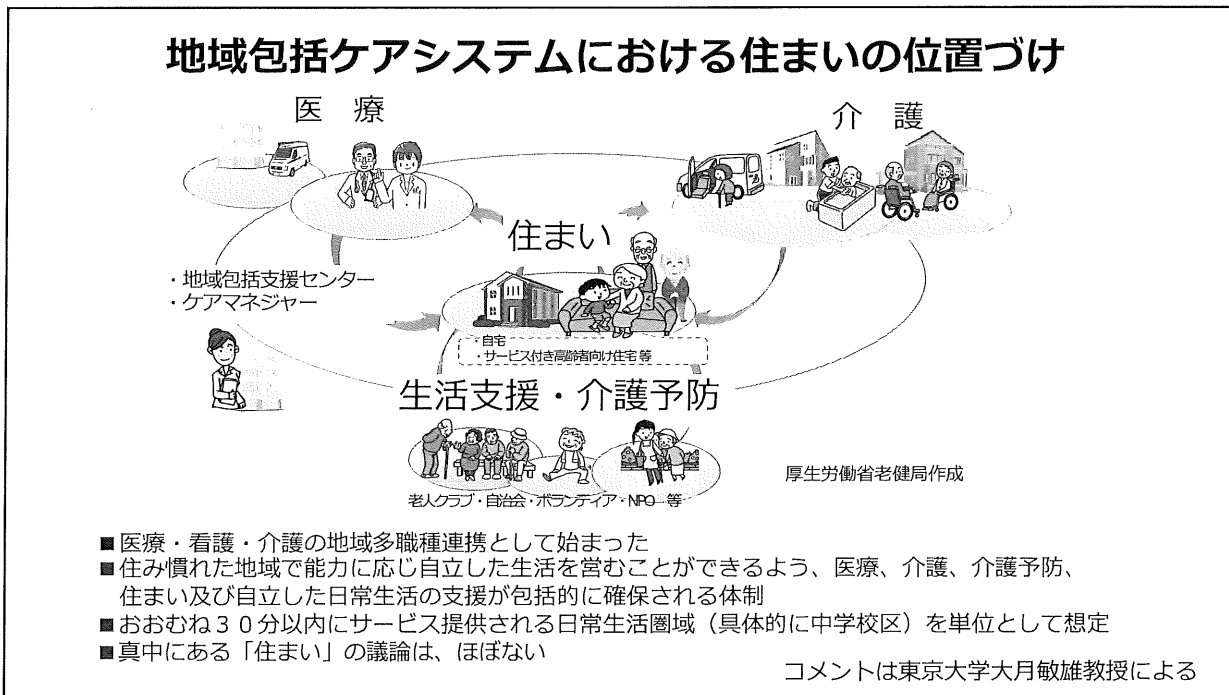 地域包括ケアシステムにおける住まいの位置づけ
医 療
介 護
住まい
・地域包括支援センター
・ケアマネジャー
・自宅
・サービス付き高齢者向け住宅 等
生活支援・介護予防
老人クラブ・自治会・ボランティア・NPO 等
厚生労働省老健局作成
■医療・看護・介護の地域多職種連携として始まった
■住み慣れた地域で能力に応じ自立した生活を営むことができるよう、医療、介護、介護予防、
住まい及び自立した日常生活の支援が包括的に確保される体制
■おおむね30分以内にサービス提供される日常生活圏域（具体的に中学校区）を単位として想定
■真中にある「住まい」の議論は、ほぼない
コメントは東京大学大月敏雄教授による